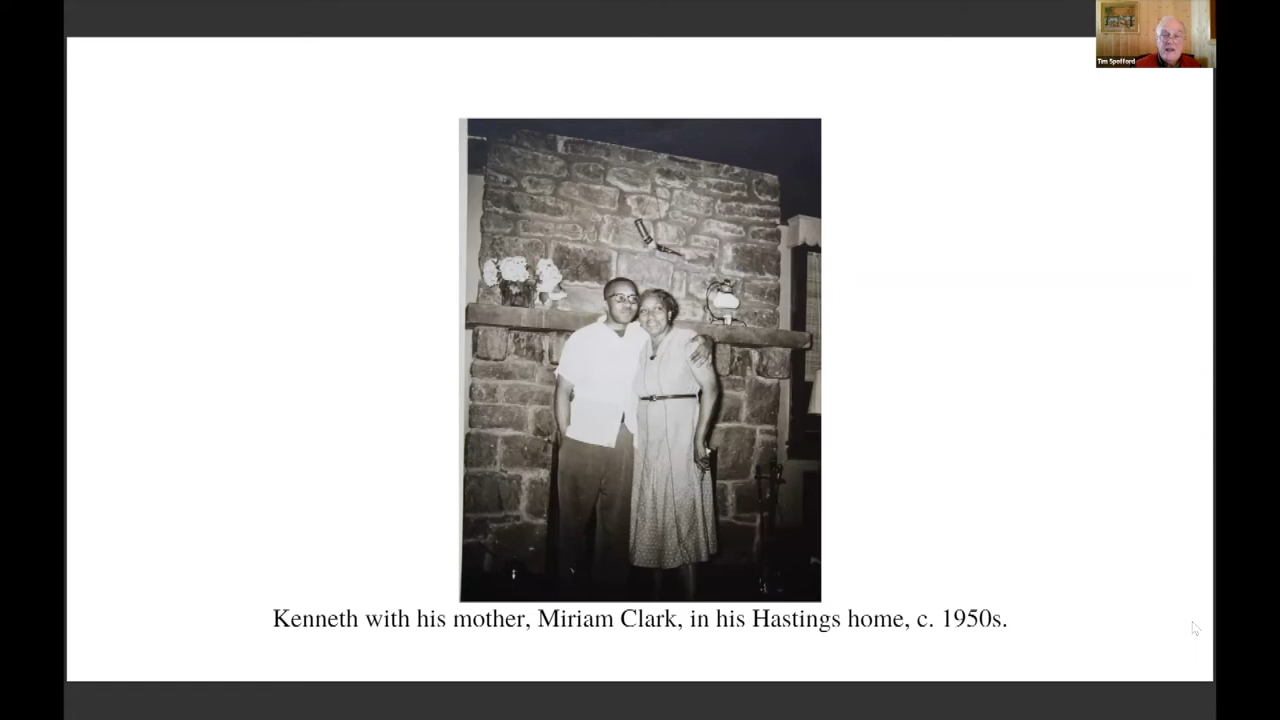 Tim Spofford
Kenneth with his mother, Miriam Clark, in his Hastings home, c. 1950s.